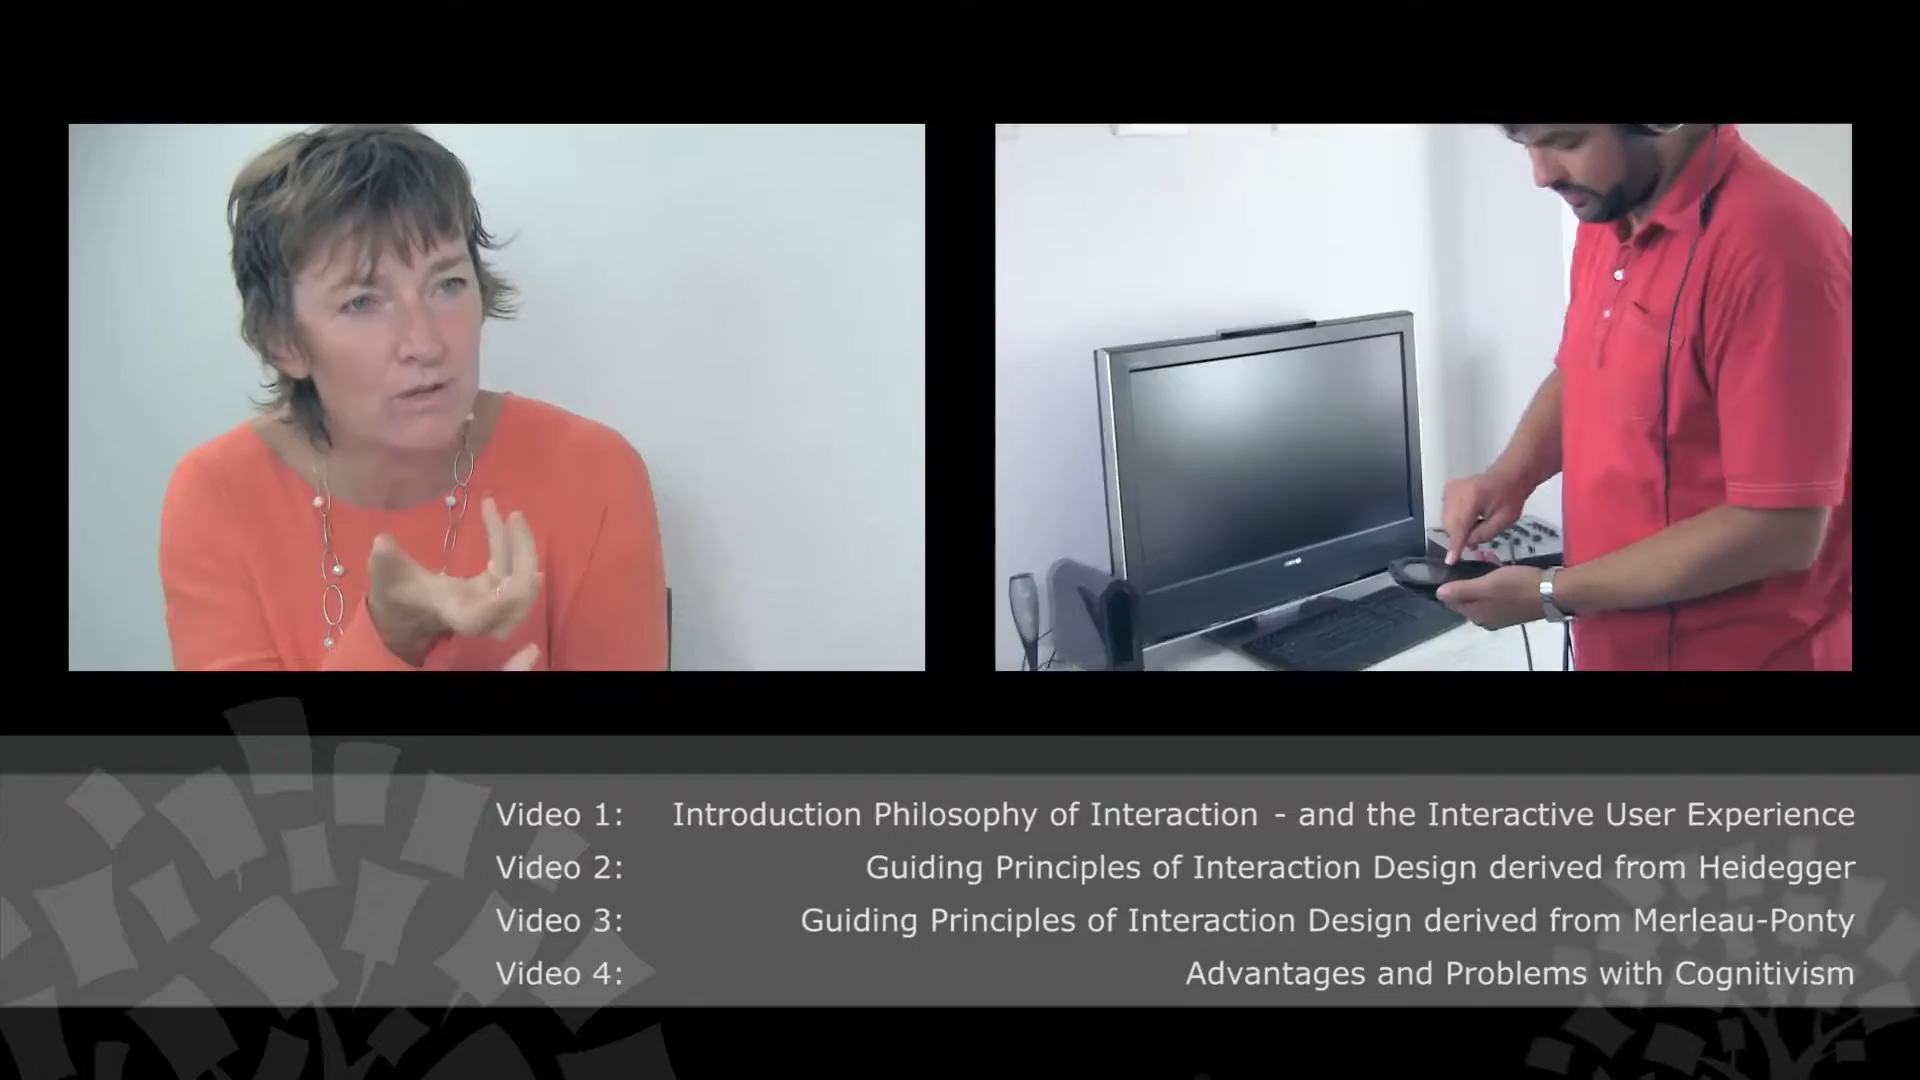 Video 1: Introduction Philosophy of Interaction - and the Interactive User Experience
Video 2: Guiding Principles of Interaction Design derived from Heidegger
Video 3: Guiding Principles of Interaction Design derived from Merleau-Ponty
Video 4: Advantages and Problems with Cognitivism